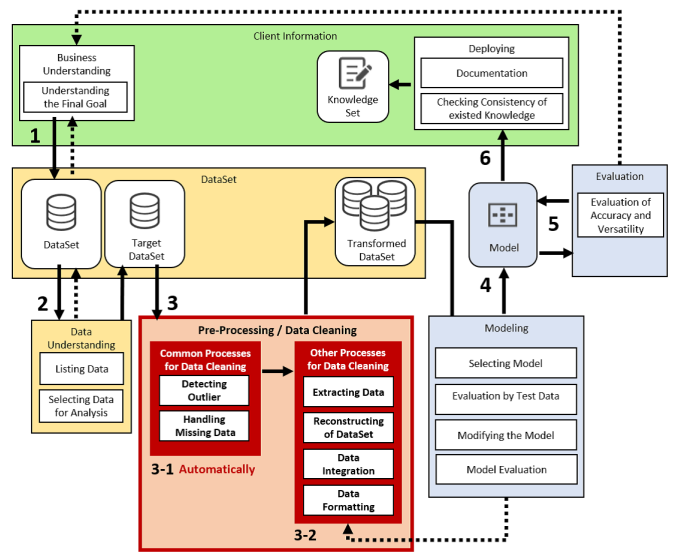 Client Information
Business
Understanding
Understanding
the Final Goal
Knowledge
Set
Deploying
Documentation
Checking Consistency of
existed Knowledge
1
6
DataSet
DataSet
Target
DataSet
Transformed
DataSet
Model
Evaluation
Evaluation of
Accuracy and
Versatility
5
2
3
4
Data
Understanding
Listing Data
Selecting Data
for Analysis
Pre-Processing / Data Cleaning
Common Processes
for Data Cleaning
Detecting
Outlier
Handling
Missing Data
3-1 Automatically
Other Processes
for Data Cleaning
Extracting Data
Reconstructing
of DataSet
Data
Integration
Data
Formatting
3-2
Modeling
Selecting Model
Evaluation by Test Data
Modifying the Model
Model Evaluation